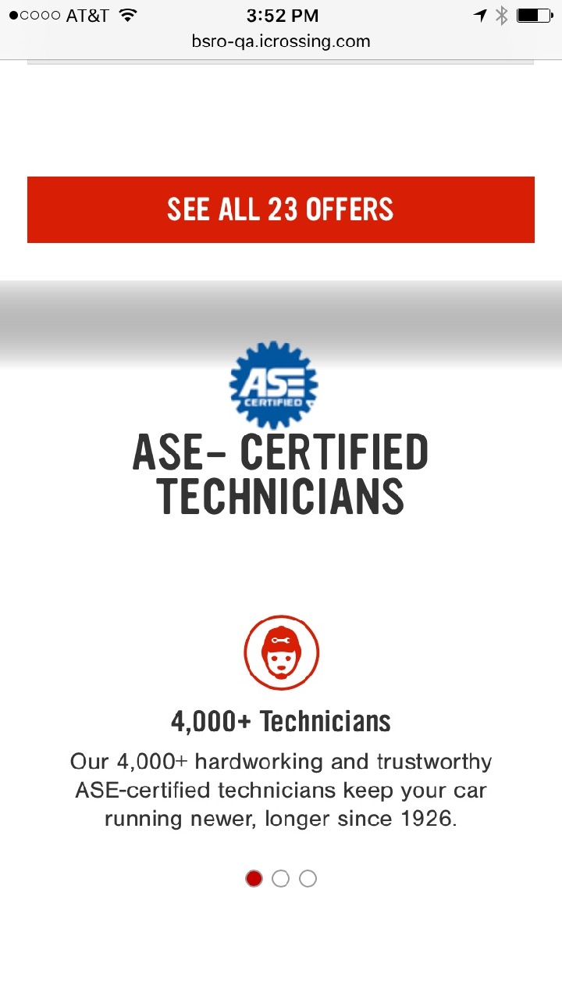 AT&T 3:52 PM
bsro-qa.icrossing.com
SEE ALL 23 OFFERS
ASE
CERTIFIED
ASE– CERTIFIED
TECHNICIANS
4,000+ Technicians
Our 4,000+ hardworking and trustworthy
ASE-certified technicians keep your car
running newer, longer since 1926.